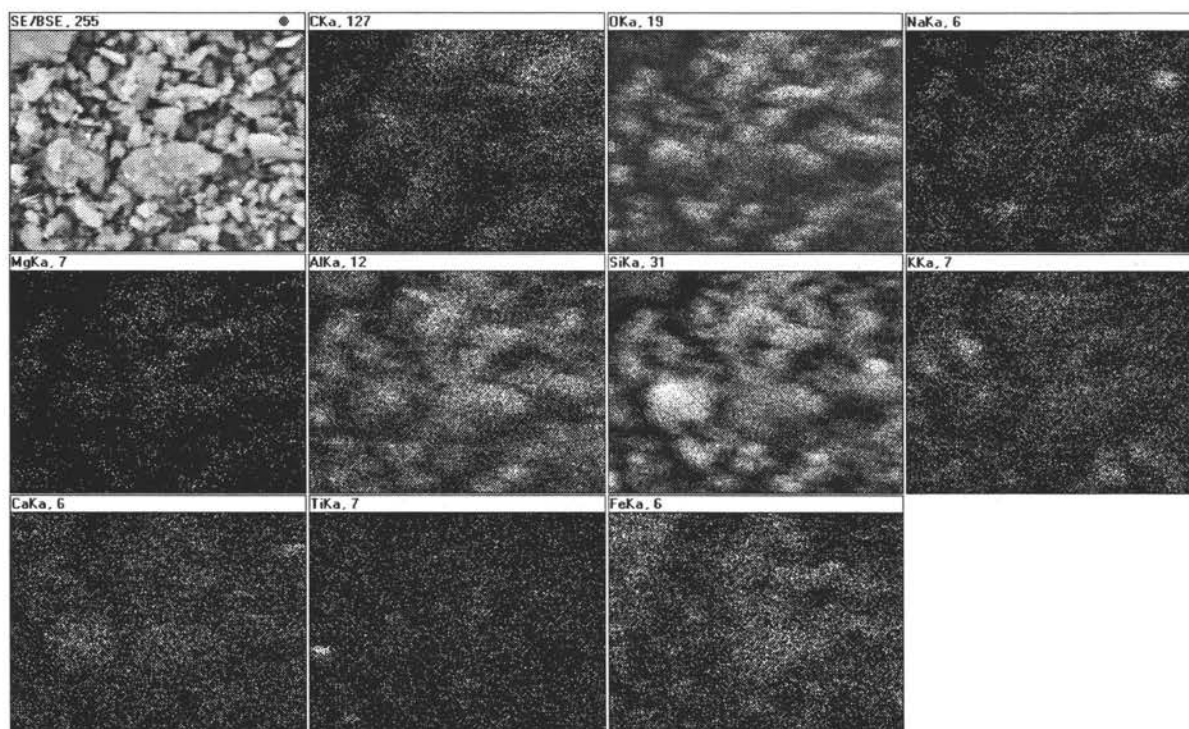 SE/BSE, 255
CKa, 127
OKa, 19
NaKa, 6
MgKa, 7
AlKa, 12
SiKa, 31
KKa, 7
CaKa, 6
TiKa, 7
FeKa, 6